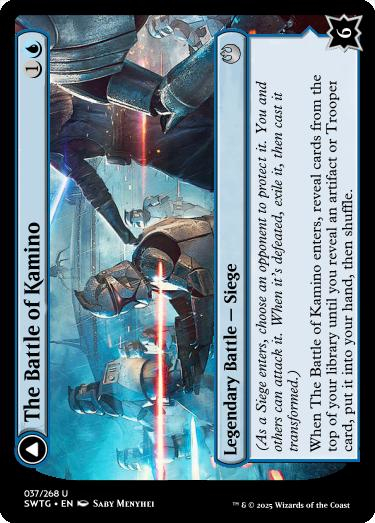 The Battle of Kamino
1
Legendary Battle — Siege
6
(As a Siege enters, choose an opponent to protect it. You and
others can attack it. When it's defeated, exile it, then cast it
transformed.)
When The Battle of Kamino enters, reveal cards from the
top of your library until you reveal an artifact or Trooper
card, put it into your hand, then shuffle.
037/268 U
SWTG • EN Saby Menyhei
™ & © 2025 Wizards of the Coast